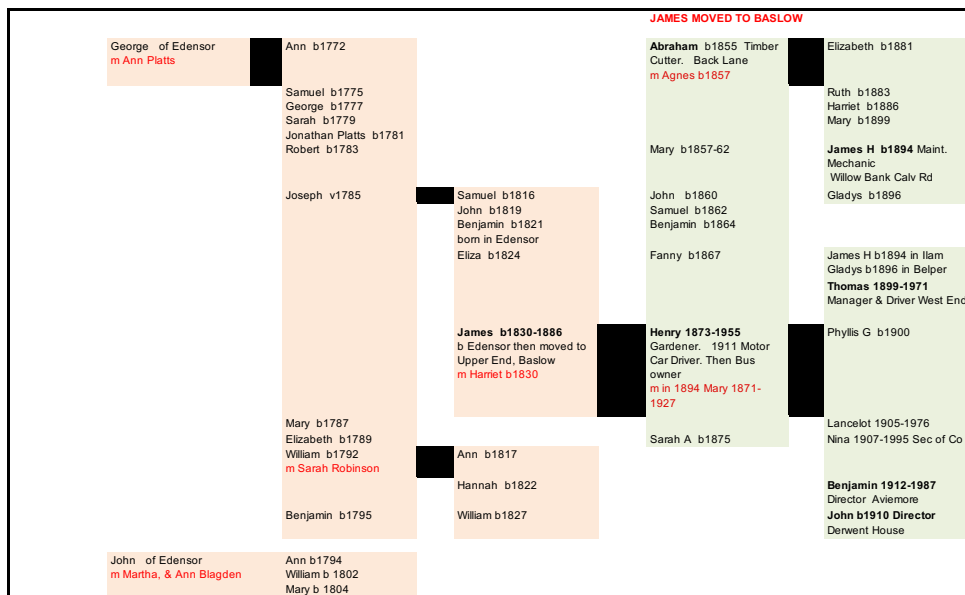 JAMES MOVED TO BASLOW
George of Edensor
m Ann Platts
Ann b1772
Samuel b1775
George b1777
Sarah b1779
Jonathan Platts b1781
Robert b1783
Joseph v1785
Mary b1787
Elizabeth b1789
William b1792
m Sarah Robinson
Benjamin b1795
Samuel b1816
John b1819
Benjamin b1821
born in Edensor
Eliza b1824
James b1830-1886
b Edensor then moved to
Upper End, Baslow
m Harriet b1830
Ann b1817
Hannah b1822
William b1827
Abraham b1855 Timber
Cutter. Back Lane
m Agnes b1857
Mary b1857-62
John b1860
Samuel b1862
Benjamin b1864
Fanny b1867
Henry 1873-1955
Gardener. 1911 Motor
Car Driver. Then Bus
owner
m in 1894 Mary 1871-
1927
Sarah A b1875
Elizabeth b1881
Ruth b1883
Harriet b1886
Mary b1899
James H b1894 Maint.
Mechanic
Willow Bank Calv Rd
Gladys b1896
James H b1894 in Ilam
Gladys b1896 in Belper
Thomas 1899-1971
Manager & Driver West End
Phyllis G b1900
Lancelot 1905-1976
Nina 1907-1995 Sec of Co
Benjamin 1912-1987
Director Aviemore
John b1910 Director
Derwent House
John of Edensor
m Martha, & Ann Blagden
Ann b1794
William b 1802
Mary b 1804